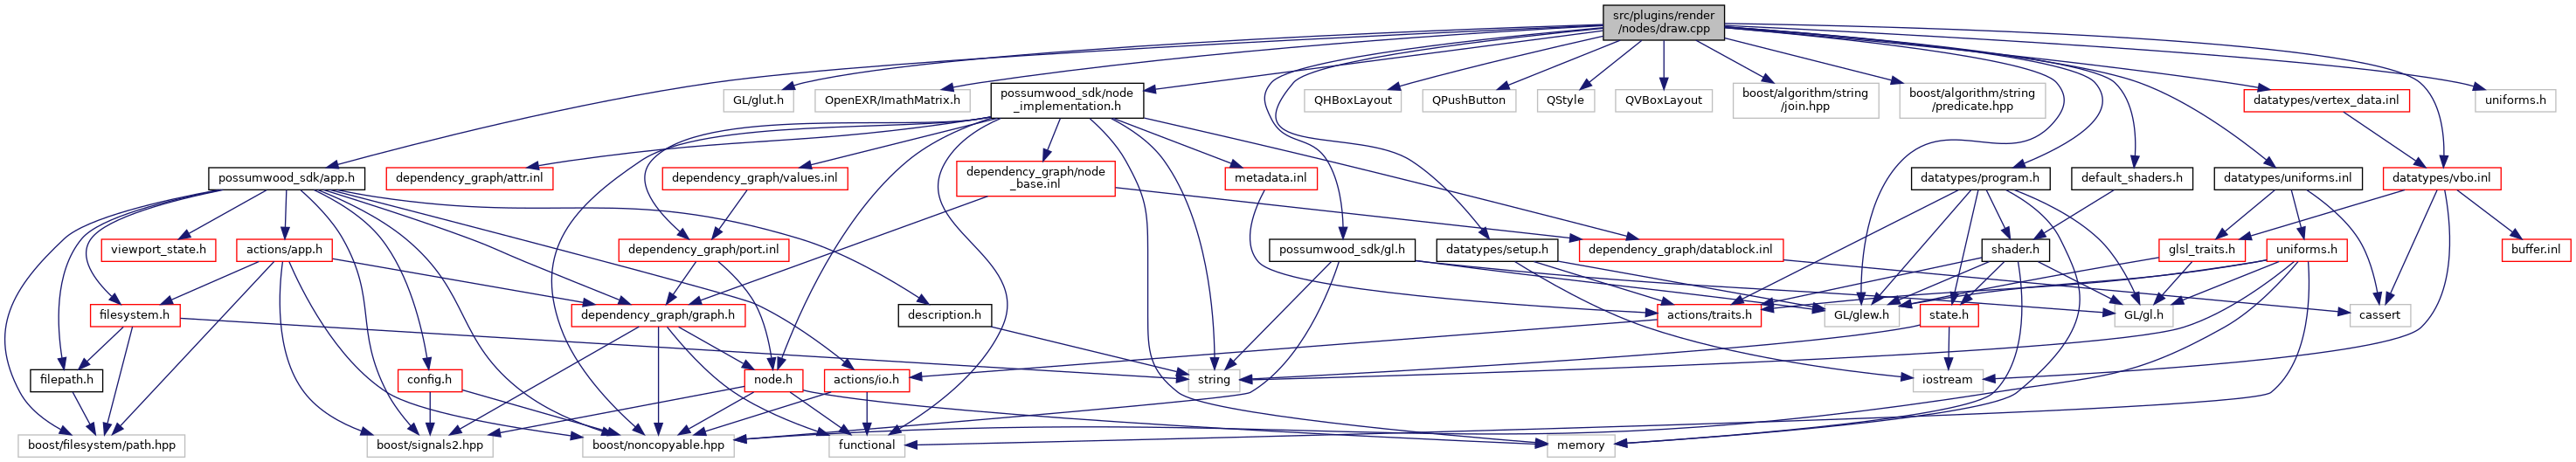 src/plugins/render
/nodes/draw.cpp
GL/glut.h
OpenEXR/ImathMatrix.h
possumwood_sdk/node
_implementation.h
QHBoxLayout
QPushButton
QStyle
QVBoxLayout
boost/algorithm/string
/join.hpp
boost/algorithm/string
/predicate.hpp
datatypes/vertex_data.inl
uniforms.h
possumwood_sdk/app.h
dependency_graph/attr.inl
dependency_graph/values.inl
dependency_graph/node
_base.inl
metadata.inl
datatypes/program.h
default_shaders.h
datatypes/uniforms.inl
datatypes/vbo.inl
viewport_state.h
actions/app.h
dependency_graph/port.inl
possumwood_sdk/gl.h
datatypes/setup.h
dependency_graph/datablock.inl
shader.h
glsl_traits.h
uniforms.h
buffer.inl
filesystem.h
dependency_graph/graph.h
description.h
actions/traits.h
GL/glew.h
state.h
GL/gl.h
cassert
filepath.h
config.h
node.h
actions/io.h
string
iostream
boost/filesystem/path.hpp
boost/signals2.hpp
boost/noncopyable.hpp
functional
memory